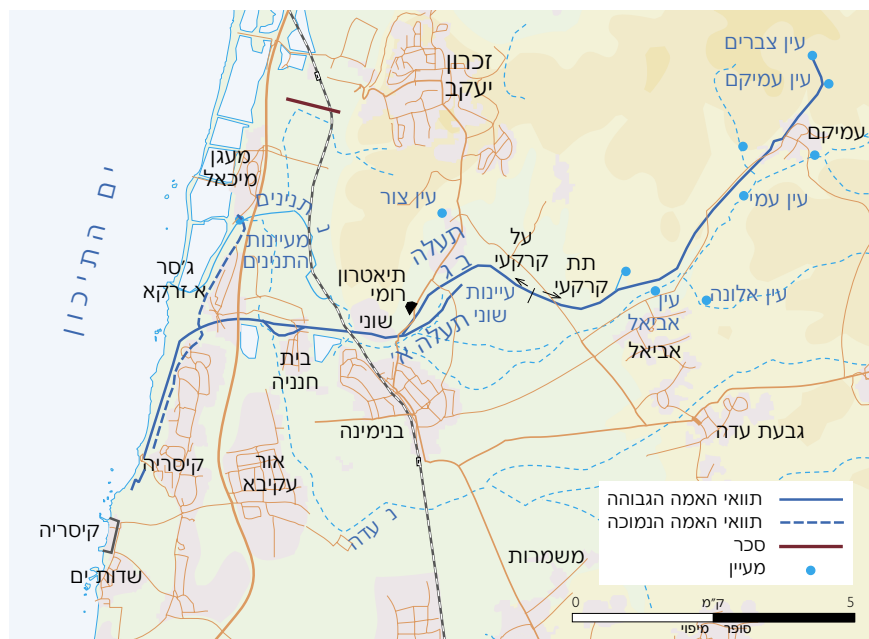 עין צברים
עין עמיקם
עמיקם
עין עמי
זכרון
יעקב
מעגן
מיכאל
תנינים
נ
מעיינות
התנינים
ג'סר
א זרקא
ים התיכון
עין צור
תעלה
ב ג
על
קרקעי
תת
קרקעי
תיאטרון
רומי
שוני
עיינות
שוני
תעלה א'
עין
אביאל
אביאל
עין אלונה
בית
חנניה
בנימינה
גבעת עדה
קיסריה
אור
עקיבא
נ עדה
קיסריה
שדות ים
משמרות
תוואי האמה הגבוהה
תוואי האמה הנמוכה
סכר
מעיין
0 ק״מ 5
סופר מיפוי